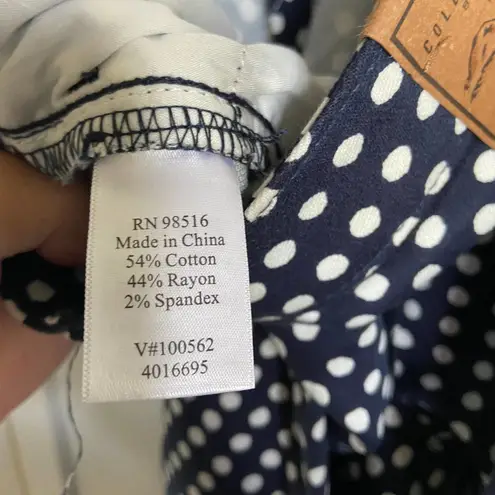 RN 98516
Made in China
54% Cotton
44% Rayon
2% Spandex
V#100562
4016695